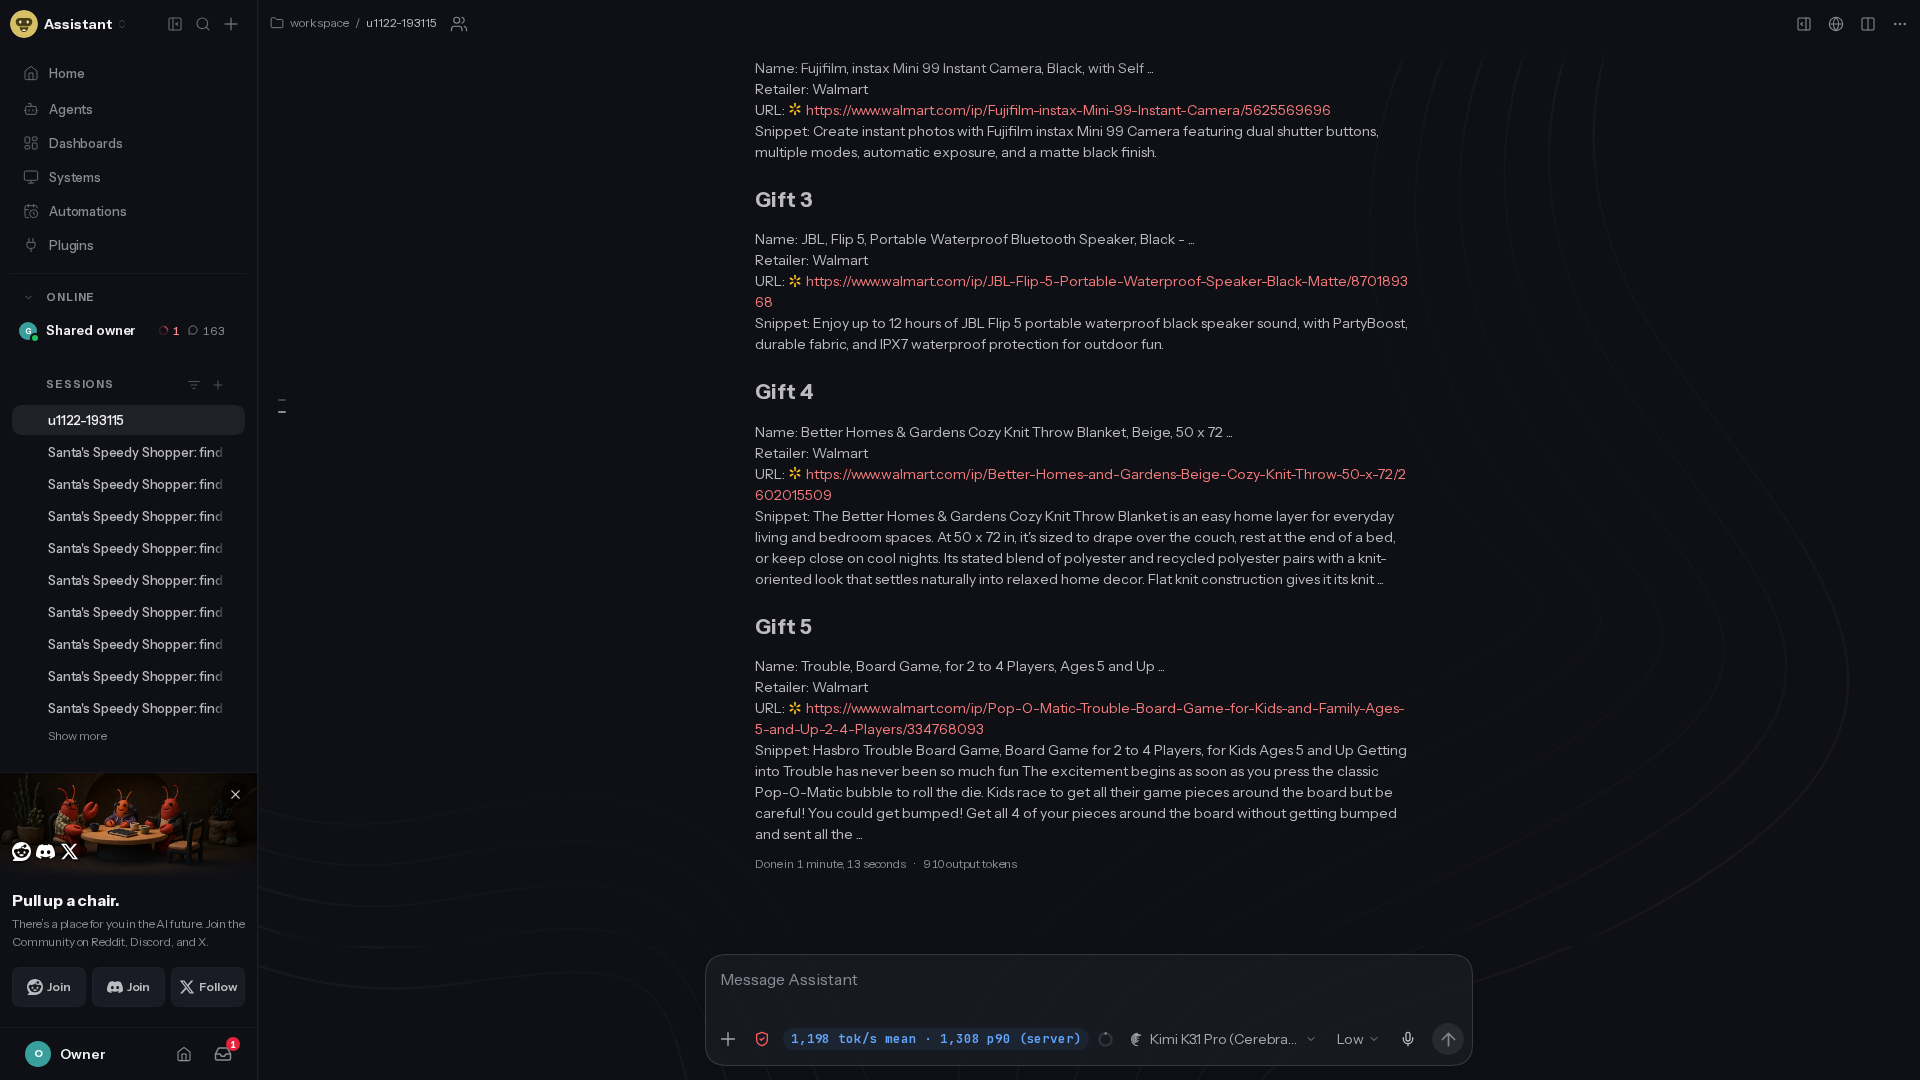 Assistant
workspace / u1122-193115
Home
Agents
Dashboards
Systems
Automations
Plugins
ONLINE
G Shared owner 1 163
SESSIONS
u1122-193115
Santa's Speedy Shopper: find
Santa's Speedy Shopper: find
Santa's Speedy Shopper: find
Santa's Speedy Shopper: find
Santa's Speedy Shopper: find
Santa's Speedy Shopper: find
Santa's Speedy Shopper: find
Santa's Speedy Shopper: find
Santa's Speedy Shopper: find
Show more
Pull up a chair.
There's a place for you in the AI future. Join the
Community on Reddit, Discord, and X.
Join Join Follow
O Owner 1
Name: Fujifilm, instax Mini 99 Instant Camera, Black, with Self ...
Retailer: Walmart
URL: https://www.walmart.com/ip/Fujifilm-instax-Mini-99-Instant-Camera/5625569696
Snippet: Create instant photos with Fujifilm instax Mini 99 Camera featuring dual shutter buttons,
multiple modes, automatic exposure, and a matte black finish.
Gift 3
Name: JBL, Flip 5, Portable Waterproof Bluetooth Speaker, Black - ...
Retailer: Walmart
URL: https://www.walmart.com/ip/JBL-Flip-5-Portable-Waterproof-Speaker-Black-Matte/8701893
68
Snippet: Enjoy up to 12 hours of JBL Flip 5 portable waterproof black speaker sound, with PartyBoost,
durable fabric, and IPX7 waterproof protection for outdoor fun.
Gift 4
Name: Better Homes & Gardens Cozy Knit Throw Blanket, Beige, 50 x 72 ...
Retailer: Walmart
URL: https://www.walmart.com/ip/Better-Homes-and-Gardens-Beige-Cozy-Knit-Throw-50-x-72/2
602015509
Snippet: The Better Homes & Gardens Cozy Knit Throw Blanket is an easy home layer for everyday
living and bedroom spaces. At 50 x 72 in, it's sized to drape over the couch, rest at the end of a bed,
or keep close on cool nights. Its stated blend of polyester and recycled polyester pairs with a knit-
oriented look that settles naturally into relaxed home decor. Flat knit construction gives it its knit ...
Gift 5
Name: Trouble, Board Game, for 2 to 4 Players, Ages 5 and Up ...
Retailer: Walmart
URL: https://www.walmart.com/ip/Pop-O-Matic-Trouble-Board-Game-for-Kids-and-Family-Ages-
5-and-Up-2-4-Players/334768093
Snippet: Hasbro Trouble Board Game, Board Game for 2 to 4 Players, for Kids Ages 5 and Up Getting
into Trouble has never been so much fun The excitement begins as soon as you press the classic
Pop-O-Matic bubble to roll the die. Kids race to get all their game pieces around the board but be
careful! You could get bumped! Get all 4 of your pieces around the board without getting bumped
and sent all the ...
Done in 1 minute, 13 seconds · 910 output tokens
Message Assistant
1,198 tok/s mean · 1,308 p90 (server) Kimi K3.1 Pro (Cerebra... Low